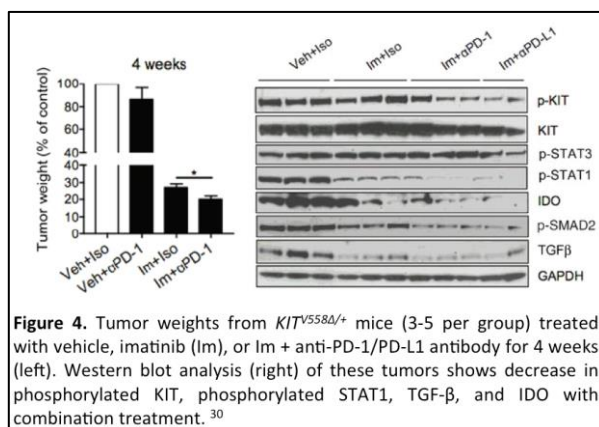 4 weeks
Tumor weight (% of control)
100
80
60
40
30
20
10
0
*
Veh+Iso
Veh+αPD-1
Im+Iso
Im+αPD-1
Veh+Iso
Im+Iso
Im+αPD-1
Im+αPD-L1
p-KIT
KIT
p-STAT3
p-STAT1
IDO
p-SMAD2
TGFβ
GAPDH
Figure 4. Tumor weights from KITV558Δ/+ mice (3-5 per group) treated
with vehicle, imatinib (Im), or Im + anti-PD-1/PD-L1 antibody for 4 weeks
(left). Western blot analysis (right) of these tumors shows decrease in
phosphorylated KIT, phosphorylated STAT1, TGF-β, and IDO with
combination treatment. 30